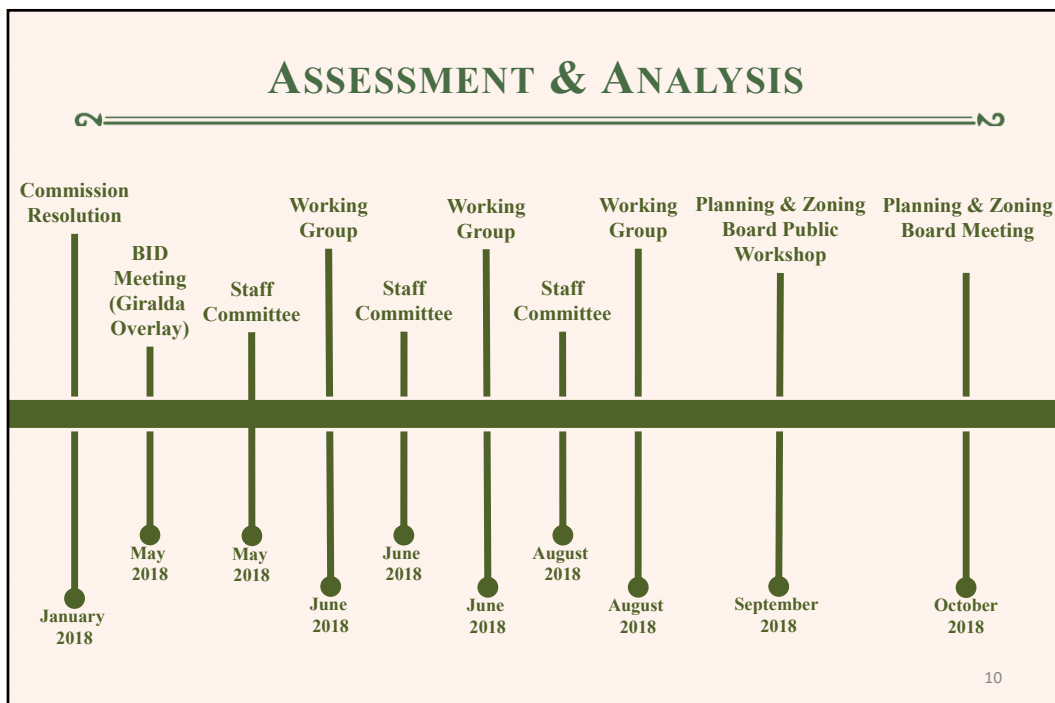 ASSESSMENT & ANALYSIS
Commission
Resolution
BID
Meeting
(Giralda
Overlay)
Staff
Committee
Working
Group
Staff
Committee
Working
Group
Staff
Committee
Working
Group
Planning & Zoning
Board Public
Workshop
Planning & Zoning
Board Meeting
January
2018
May
2018
May
2018
June
2018
June
2018
June
2018
August
2018
August
2018
September
2018
October
2018
10